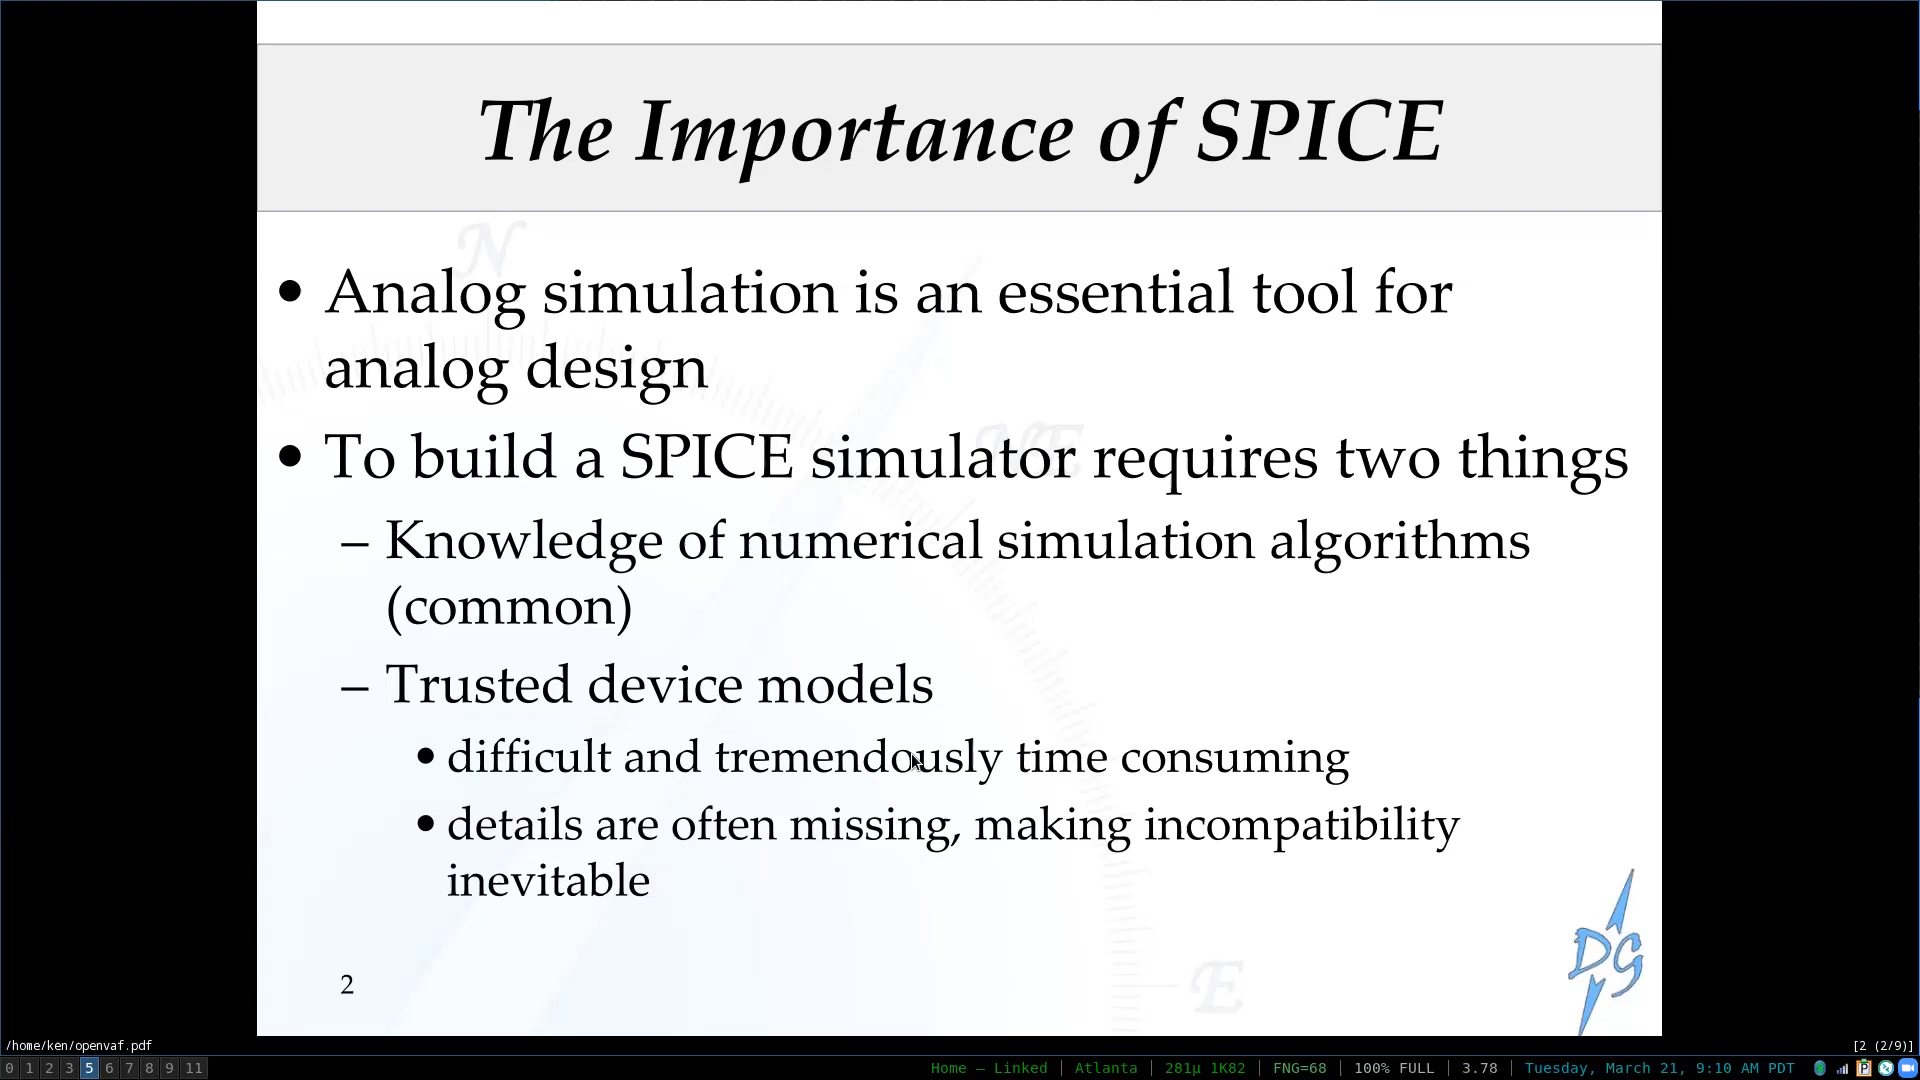 The Importance of SPICE
N
• Analog simulation is an essential tool for
analog design
NE
• To build a SPICE simulator requires two things
– Knowledge of numerical simulation algorithms
(common)
– Trusted device models
• difficult and tremendously time consuming
• details are often missing, making incompatibility
inevitable
DG
2
E
/home/ken/openvaf.pdf
[2 (2/9)]
0 1 2 3 5 6 7 8 9 11
Home — Linked | Atlanta | 281µ 1K82 | FNG=68 | 100% FULL | 3.78 | Tuesday, March 21, 9:10 AM PDT
P